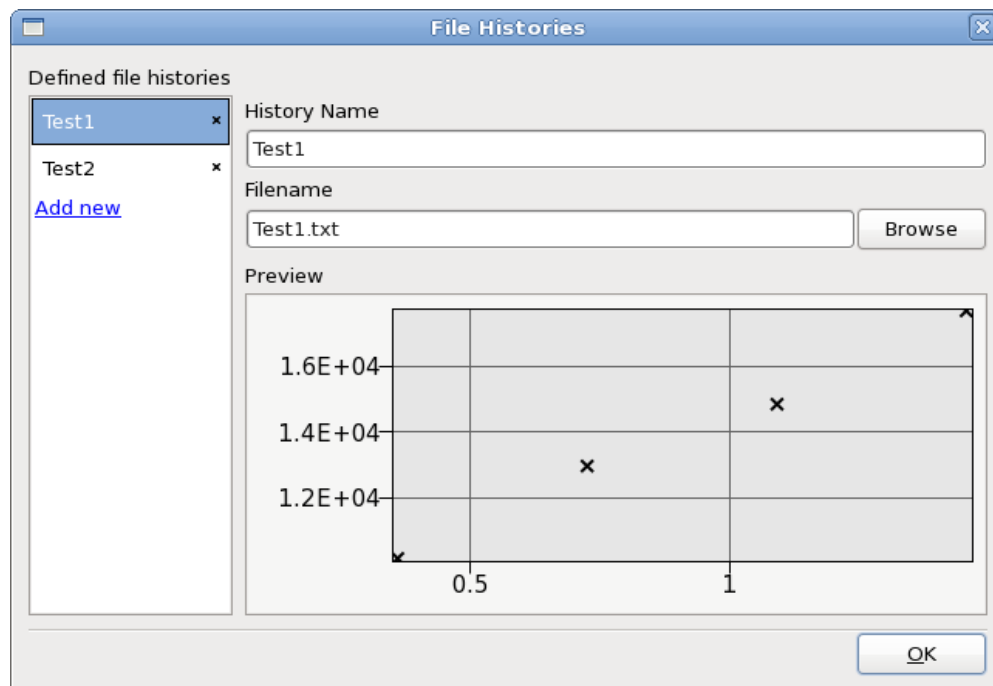 File Histories
Defined file histories
Test1
Test2
Add new
History Name
Test1
Filename
Test1.txt
Browse
Preview
1.6E+04
1.4E+04
1.2E+04
0.5
1
OK